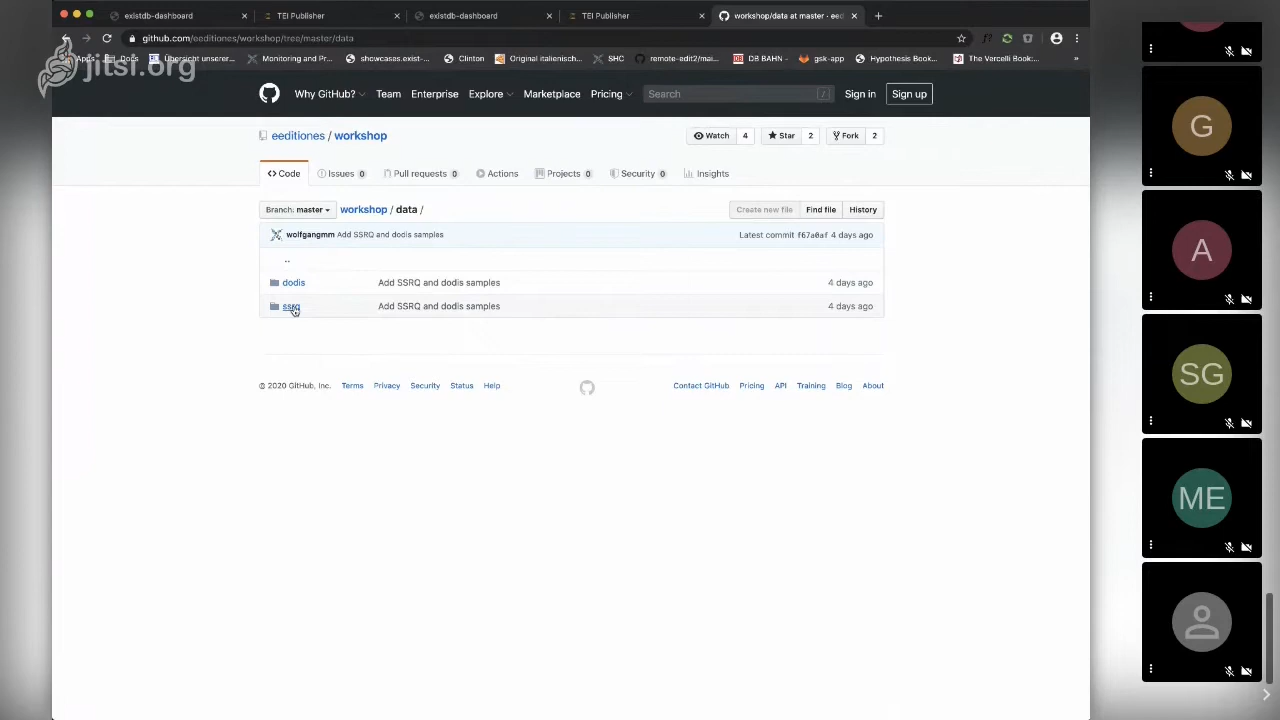 existdb-dashboard
TEI Publisher
existdb-dashboard
TEI Publisher
workshop/data at master · eed
github.com/eeditiones/workshop/tree/master/data
Apps
Docs
Übersicht unserer...
Monitoring and Pr...
showcases.exist-...
Clinton
Original italienisch...
SHC
remote-edit2/mai...
DB BAHN -
gsk-app
Hypothesis Book...
The Vercelli Book:...
»
jitsi.org
Why GitHub?
Team
Enterprise
Explore
Marketplace
Pricing
Search
/
Sign in
Sign up
eeditiones / workshop
Watch 4
Star 2
Fork 2
Code
Issues 0
Pull requests 0
Actions
Projects 0
Security 0
Insights
Branch: master
workshop / data /
Create new file
Find file
History
wolfgangmm Add SSRQ and dodis samples
Latest commit f67a0af 4 days ago
..
dodis
Add SSRQ and dodis samples
4 days ago
ssrq
Add SSRQ and dodis samples
4 days ago
© 2020 GitHub, Inc.
Terms
Privacy
Security
Status
Help
Contact GitHub
Pricing
API
Training
Blog
About
G
A
SG
ME